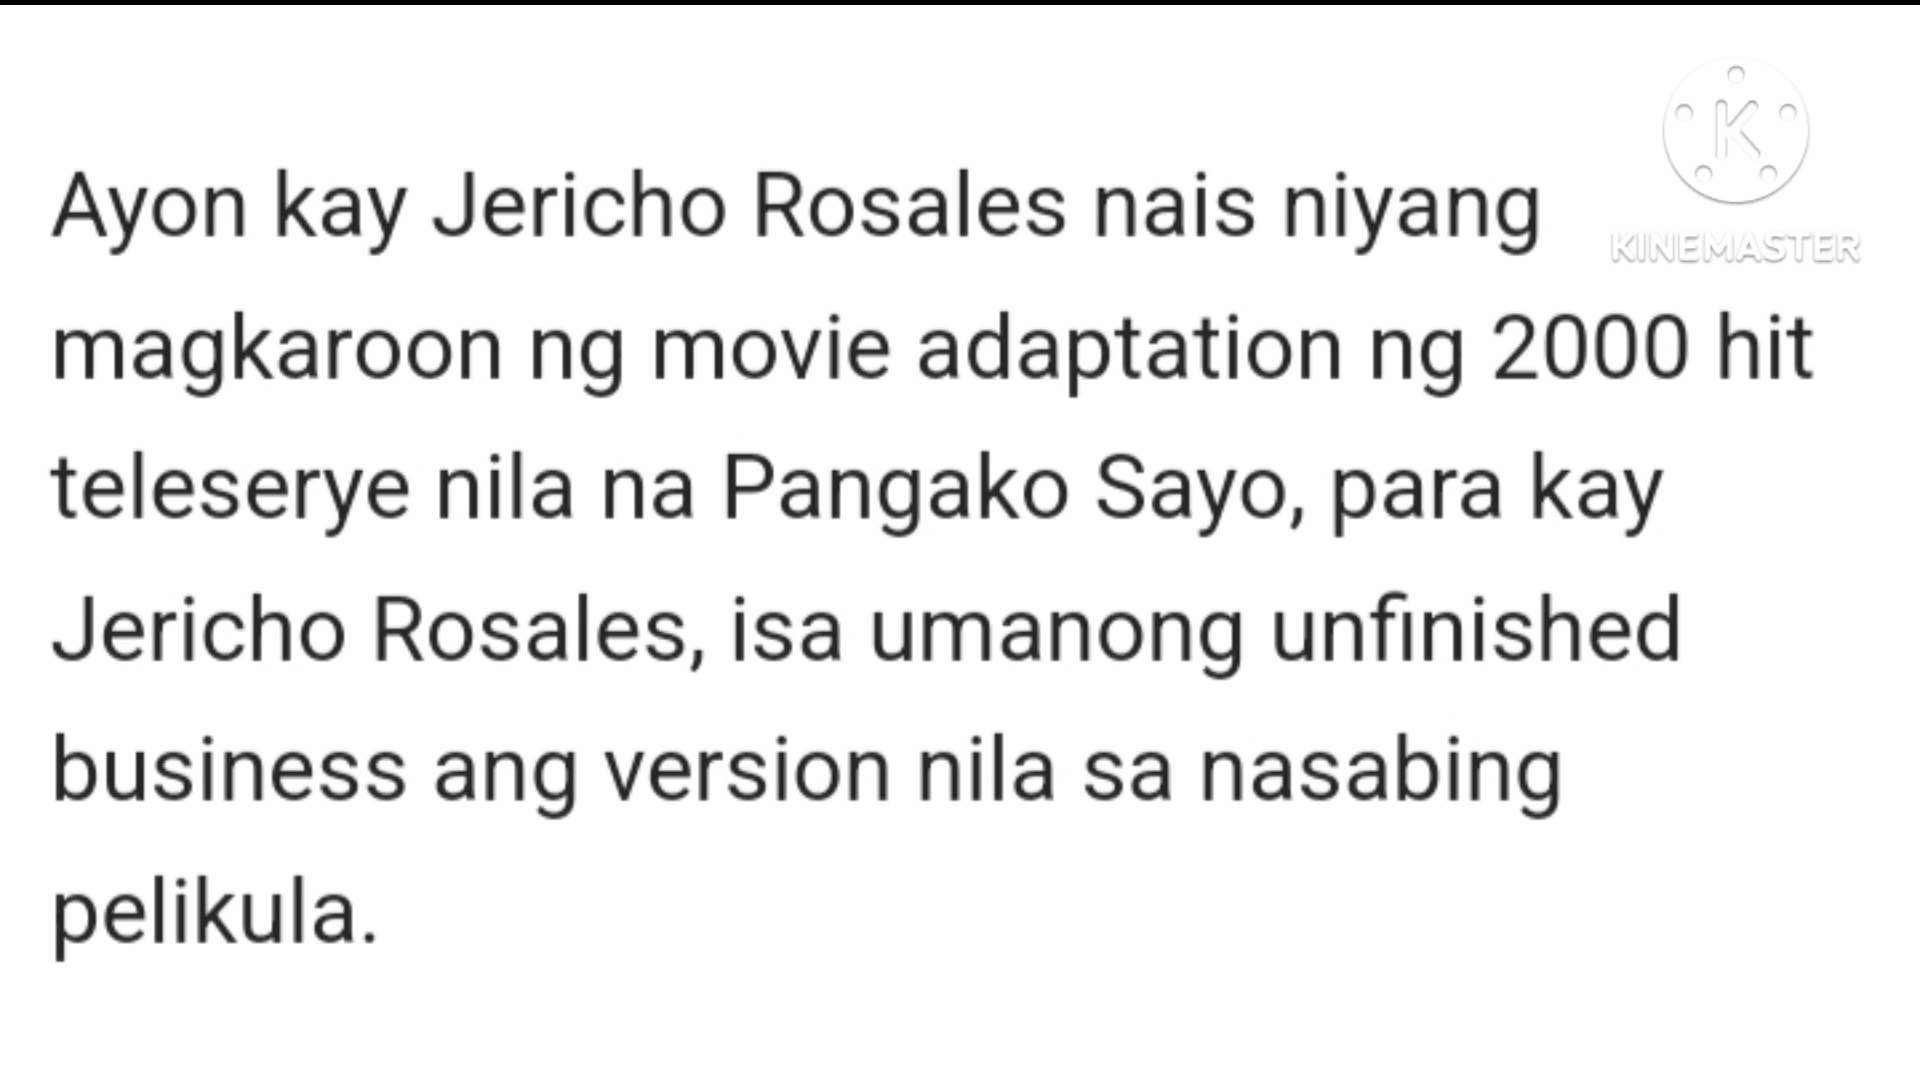 Ayon kay Jericho Rosales nais niyang
magkaroon ng movie adaptation ng 2000 hit
teleserye nila na Pangako Sayo, para kay
Jericho Rosales, isa umanong unfinished
business ang version nila sa nasabing
pelikula.
K
KINEMASTER